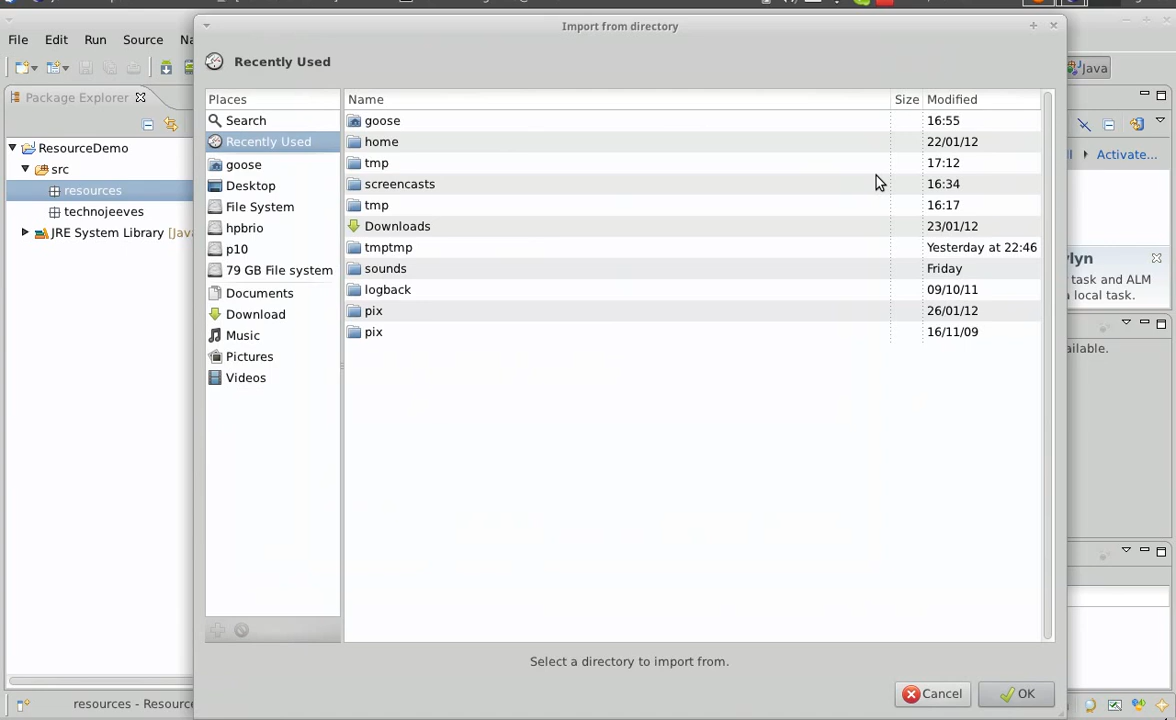 Import from directory
File Edit Run Source
Recently Used
Java
Package Explorer
Places
Name Size Modified
Search
goose 16:55
Recently Used
home 22/01/12
ResourceDemo
goose
tmp 17:12
Activate...
src
Desktop
screencasts 16:34
resources
File System
tmp 16:17
technojeeves
hpbrio
Downloads 23/01/12
JRE System Library [Java
p10
tmptmp Yesterday at 22:46
79 GB File system
sounds Friday
task and ALM
Documents
logback 09/10/11
a local task.
Download
pix 26/01/12
Music
pix 16/11/09
ailable.
Pictures
Videos
Select a directory to import from.
Cancel OK
resources - Resource